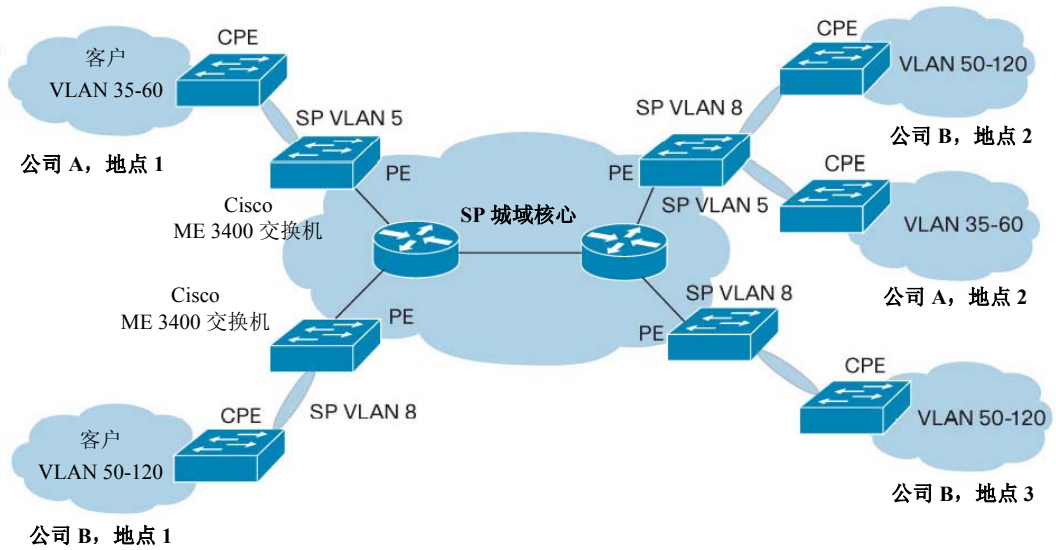 CPE
客户
VLAN 35-60
SP VLAN 5
公司 A，地点 1
PE
Cisco
ME 3400 交换机
Cisco
ME 3400 交换机
PE
CPE
SP VLAN 8
客户
VLAN 50-120
公司 B，地点 1
SP 城域核心
CPE
VLAN 50-120
SP VLAN 8
公司 B，地点 2
PE
CPE
SP VLAN 5
VLAN 35-60
公司 A，地点 2
SP VLAN 8
PE
CPE
VLAN 50-120
公司 B，地点 3